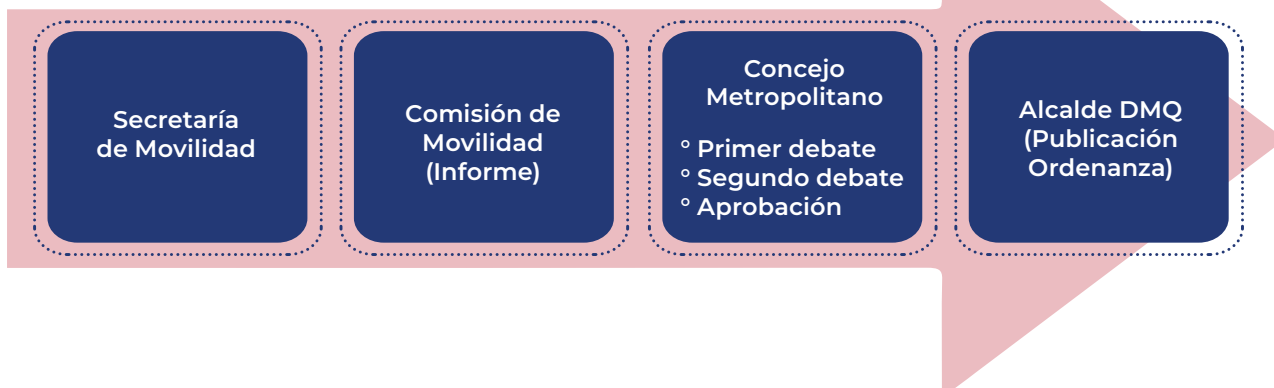 Secretaría
de Movilidad
Comisión de
Movilidad
(Informe)
Concejo
Metropolitano
° Primer debate
° Segundo debate
° Aprobación
Alcalde DMQ
(Publicación
Ordenanza)